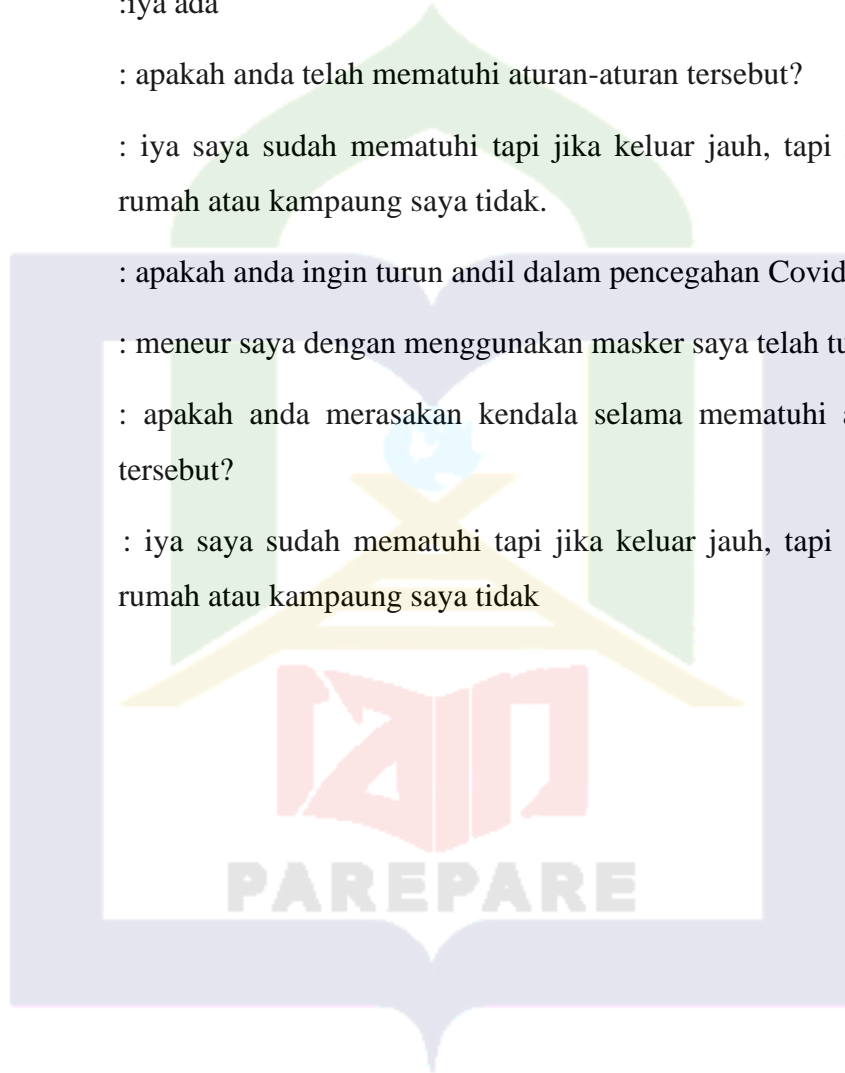 :iya ada
: apakah anda telah mematuhi aturan-aturan tersebut?
: iya saya sudah mematuhi tapi jika keluar jauh, tapi
rumah atau kampaung saya tidak.
: apakah anda ingin turun andil dalam pencegahan Covid
: meneur saya dengan menggunakan masker saya telah
: apakah anda merasakan kendala selama mematuhi
tersebut?
: iya saya sudah mematuhi tapi jika keluar jauh, tapi
rumah atau kampaung saya tidak
iain
PAREPARE